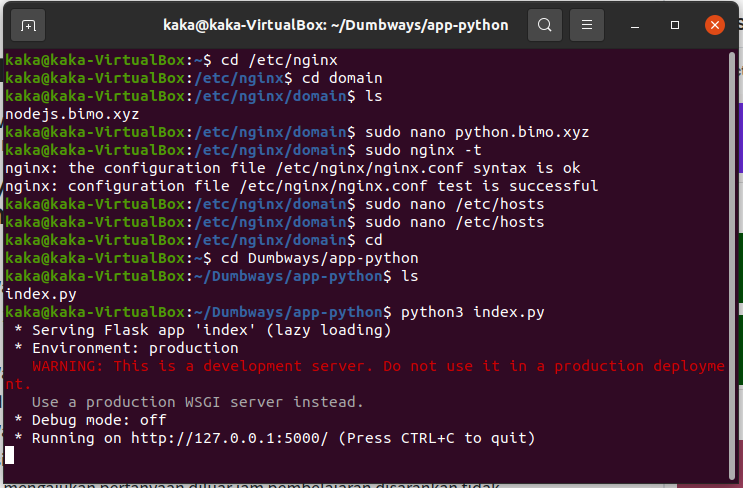 kaka@kaka-VirtualBox: ~/Dumbways/app-python
kaka@kaka-VirtualBox:~$ cd /etc/nginx
kaka@kaka-VirtualBox:/etc/nginx$ cd domain
kaka@kaka-VirtualBox:/etc/nginx/domain$ ls
nodejs.bimo.xyz
kaka@kaka-VirtualBox:/etc/nginx/domain$ sudo nano python.bimo.xyz
kaka@kaka-VirtualBox:/etc/nginx/domain$ sudo nginx -t
nginx: the configuration file /etc/nginx/nginx.conf syntax is ok
nginx: configuration file /etc/nginx/nginx.conf test is successful
kaka@kaka-VirtualBox:/etc/nginx/domain$ sudo nano /etc/hosts
kaka@kaka-VirtualBox:/etc/nginx/domain$ sudo nano /etc/hosts
kaka@kaka-VirtualBox:/etc/nginx/domain$ cd
kaka@kaka-VirtualBox:~$ cd Dumbways/app-python
kaka@kaka-VirtualBox:~/Dumbways/app-python$ ls
index.py
kaka@kaka-VirtualBox:~/Dumbways/app-python$ python3 index.py
 * Serving Flask app 'index' (lazy loading)
 * Environment: production
   WARNING: This is a development server. Do not use it in a production deployme
nt.
   Use a production WSGI server instead.
 * Debug mode: off
 * Running on http://127.0.0.1:5000/ (Press CTRL+C to quit)